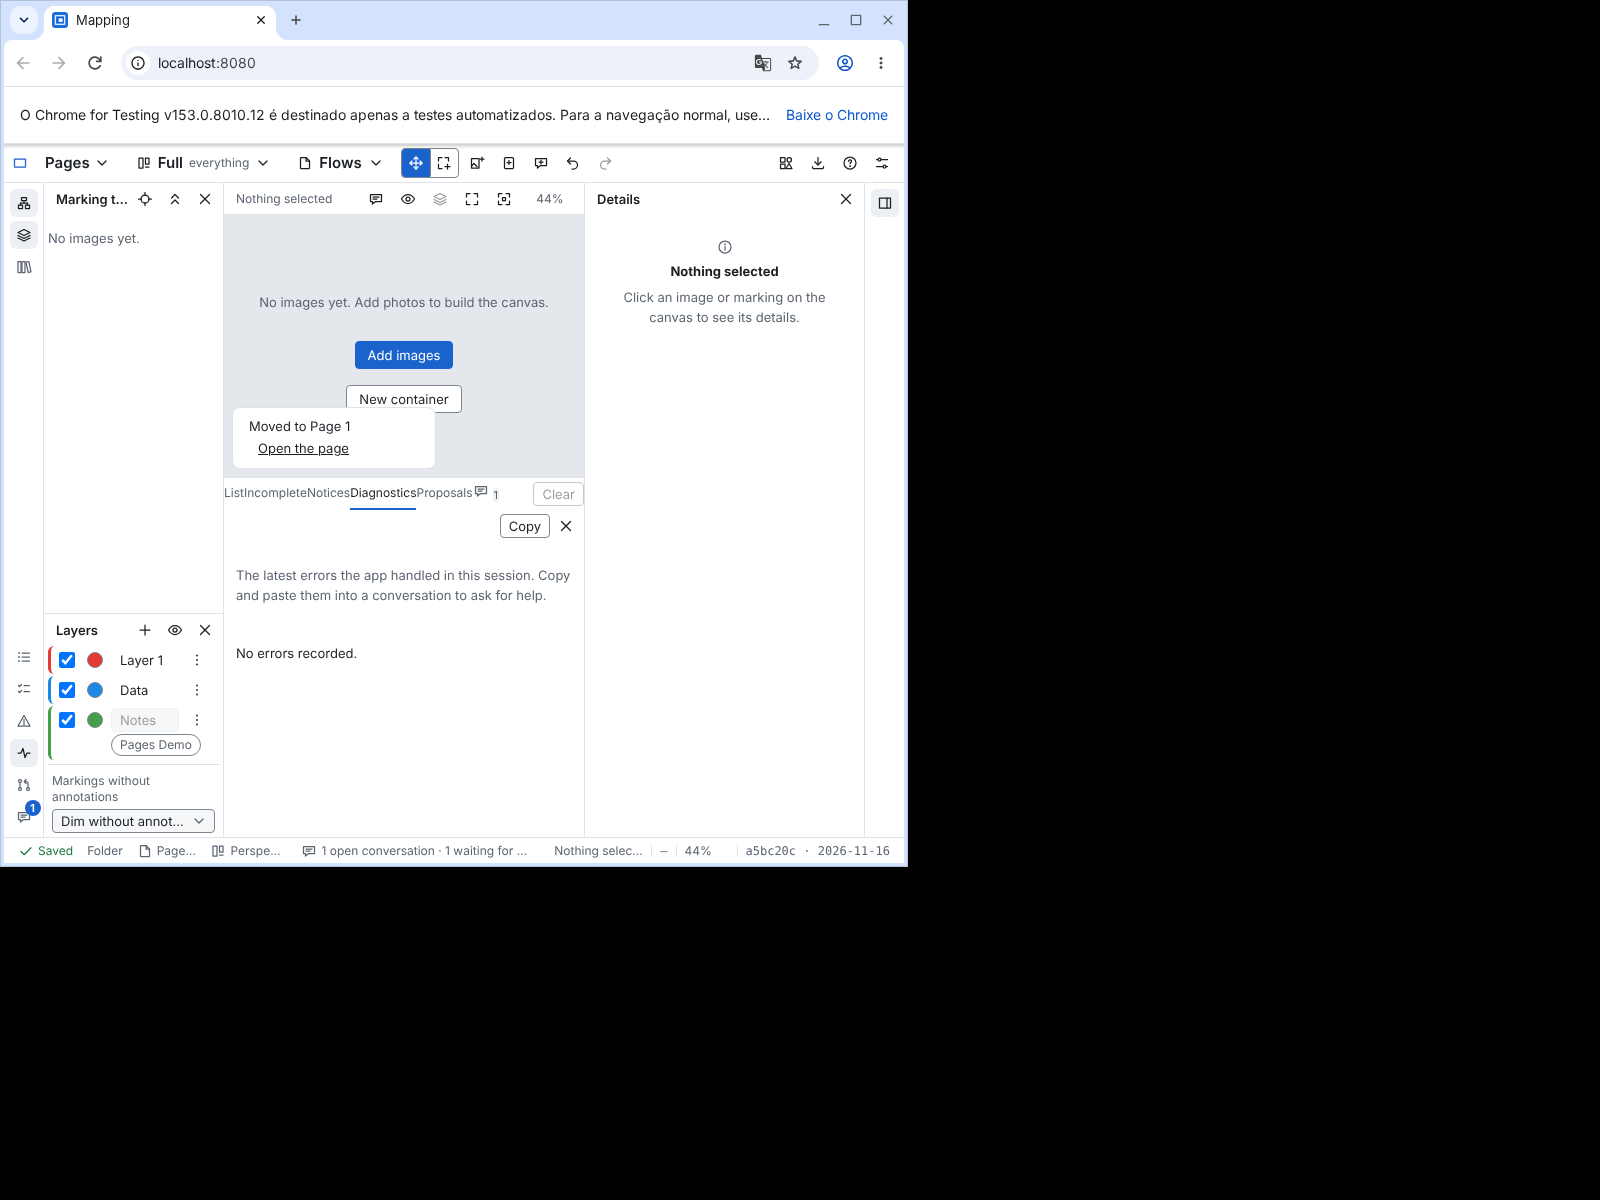 Mapping
localhost:8080
O Chrome for Testing v153.0.8010.12 é destinado apenas a testes automatizados. Para a navegação normal, use... Baixe o Chrome
Pages Full everything Flows
Marking t...
Nothing selected 44%
Details
No images yet.
Nothing selected
Click an image or marking on the
canvas to see its details.
No images yet. Add photos to build the canvas.
Add images
New container
Moved to Page 1
Open the page
List Incomplete Notices Diagnostics Proposals 1 Clear
Copy
The latest errors the app handled in this session. Copy
and paste them into a conversation to ask for help.
No errors recorded.
Layers
Layer 1
Data
Notes
Pages Demo
Markings without
annotations
Dim without annot...
1
Saved Folder Page... Perspe... 1 open conversation · 1 waiting for ... Nothing selec... – 44% a5bc20c · 2026-11-16